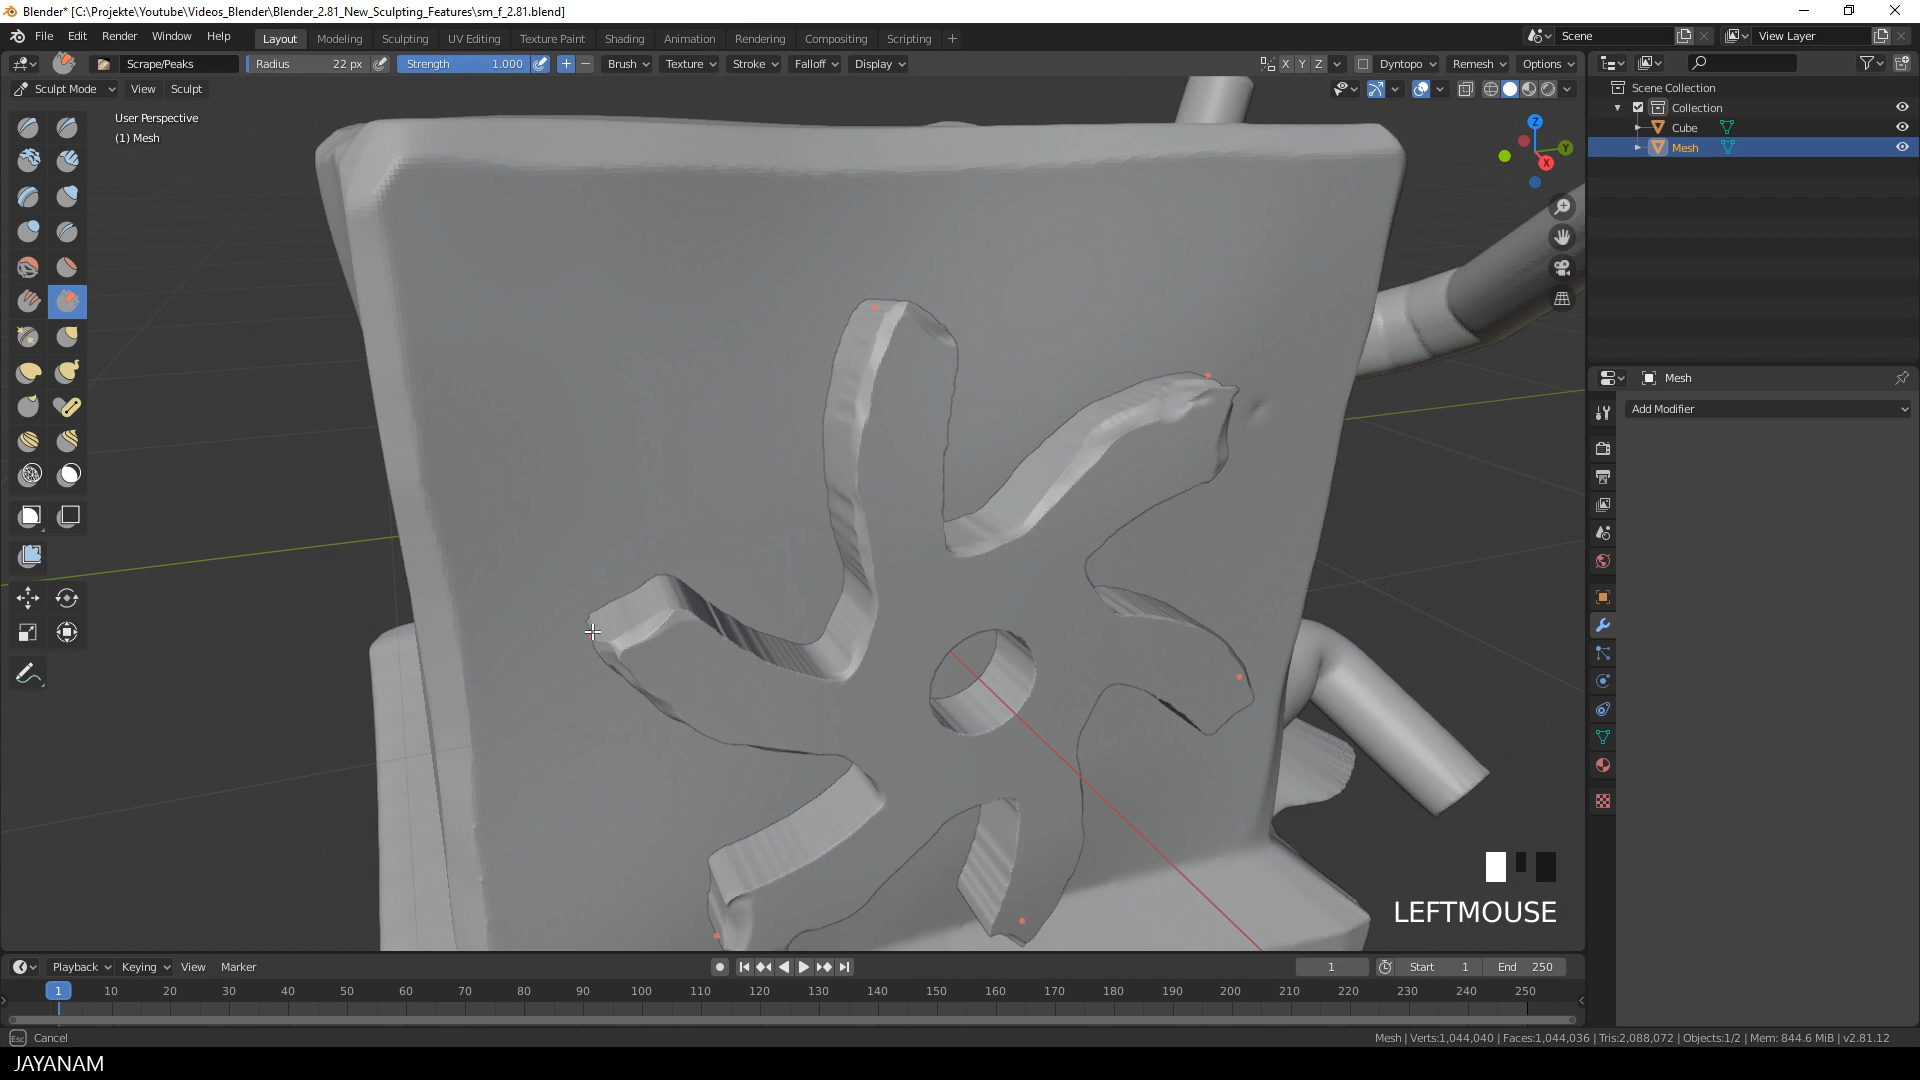 Blender* [C:\Projekte\Youtube\Videos_Blender\Blender_2.81_New_Sculpting_Features\sm_f_2.81.blend]
File Edit Render Window Help Layout Modeling Sculpting UV Editing Texture Paint Shading Animation Rendering Compositing Scripting + Scene View Layer
Scrape/Peaks Radius 22 px Strength 1.000 + − Brush Texture Stroke Falloff Display X Y Z Dyntopo Remesh Options
Sculpt Mode View Sculpt
User Perspective
(1) Mesh
Z
Y
X
Scene Collection
Collection
Cube
Mesh
Mesh
Add Modifier
LEFTMOUSE
Playback Keying View Marker 1 Start 1 End 250
1 10 20 30 40 50 60 70 80 90 100 110 120 130 140 150 160 170 180 190 200 210 220 230 240 250
Esc Cancel Mesh | Verts:1,044,040 | Faces:1,044,036 | Tris:2,088,072 | Objects:1/2 | Mem: 844.6 MiB | v2.81.12
JAYANAM